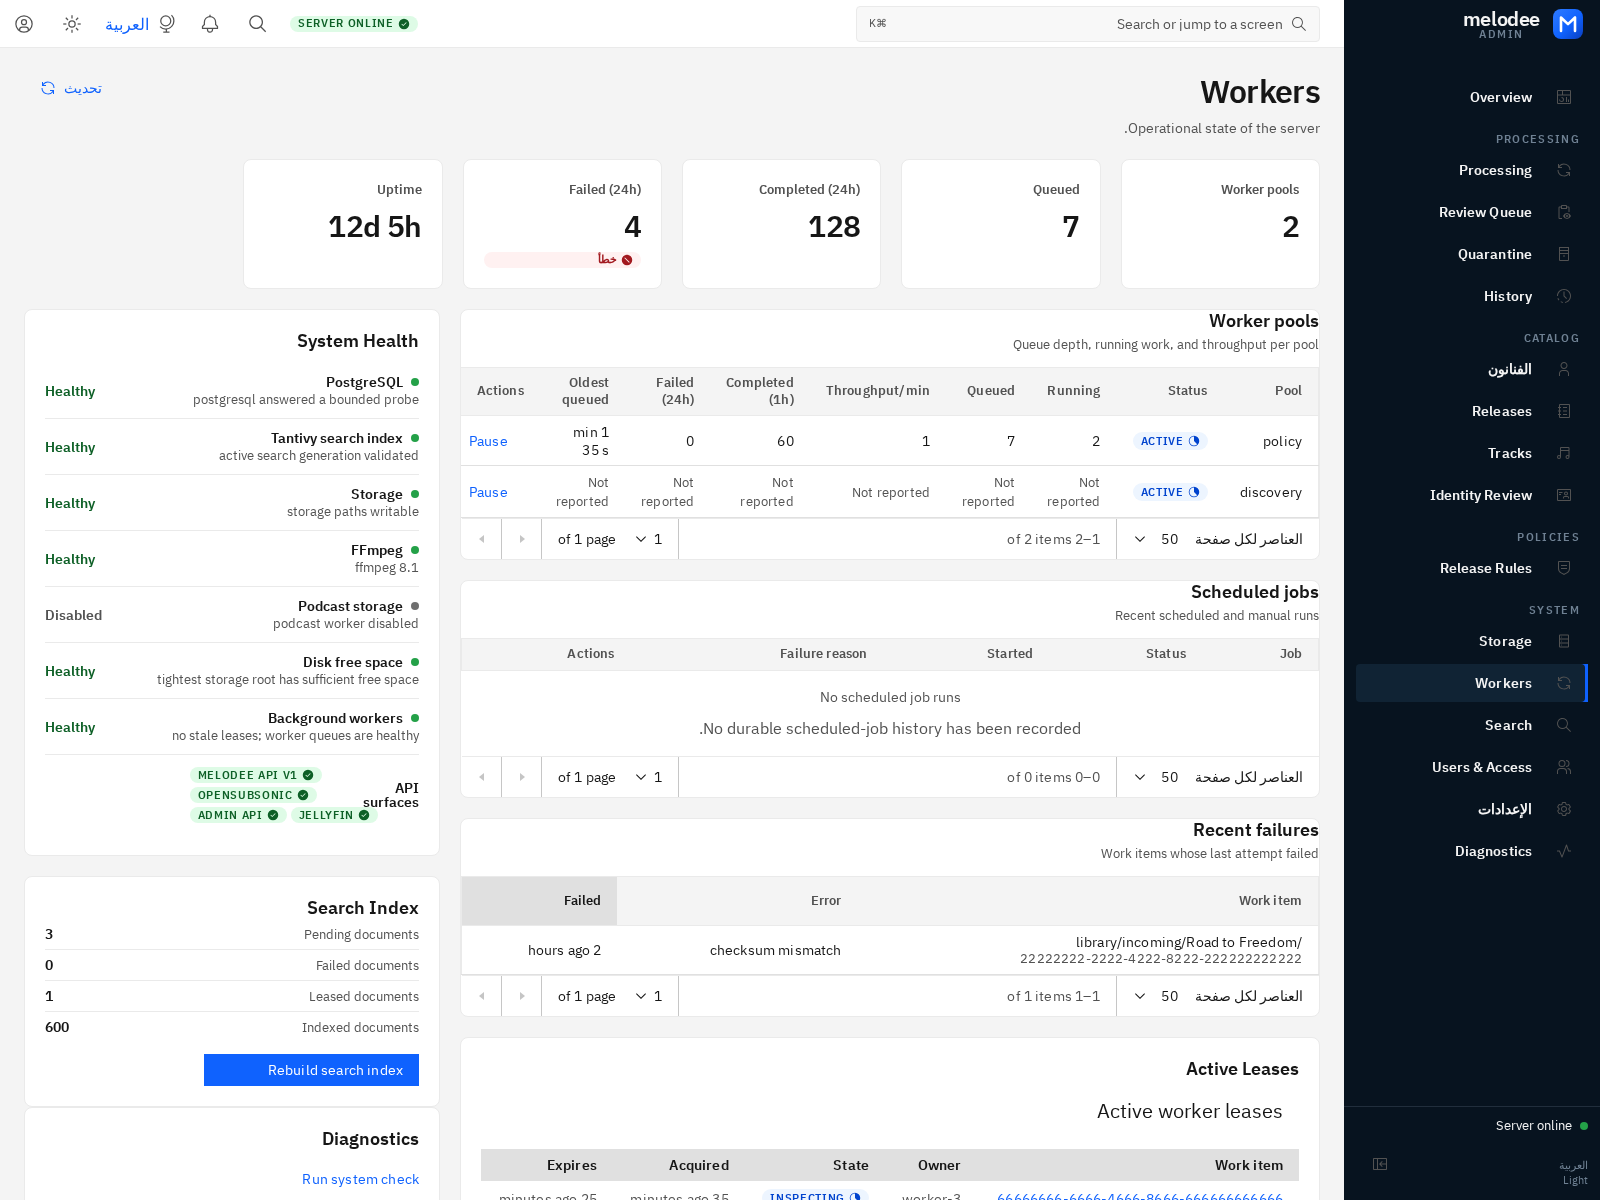 melodee
ADMIN
Overview
PROCESSING
Processing
Review Queue
Quarantine
History
CATALOG
الفنانون
Releases
Tracks
Identity Review
POLICIES
Release Rules
SYSTEM
Storage
Workers
Search
Users & Access
الإعدادات
Diagnostics
Server online
العربية
Light
Search or jump to a screen
K⌘
SERVER ONLINE
العربية
Workers
Operational state of the server.
تحديث
Worker pools
2
Queued
7
Completed (24h)
128
Failed (24h)
4
خطأ
Uptime
12d 5h
Worker pools
Queue depth, running work, and throughput per pool
Pool Status Running Queued Throughput/min Completed (1h) Failed (24h) Oldest queued Actions
policy ACTIVE 2 7 1 60 0 1 min 35 s Pause
discovery ACTIVE Not reported Not reported Not reported Not reported Not reported Not reported Pause
العناصر لكل صفحة 50 1–2 of 2 items 1 of 1 page
Scheduled jobs
Recent scheduled and manual runs
Job Status Started Failure reason Actions
No scheduled job runs
No durable scheduled-job history has been recorded.
العناصر لكل صفحة 50 0–0 of 0 items 1 of 1 page
Recent failures
Work items whose last attempt failed
Work item Error Failed
/library/incoming/Road to Freedom
22222222-2222-4222-8222-222222222222
checksum mismatch
2 hours ago
العناصر لكل صفحة 50 1–1 of 1 items 1 of 1 page
Active Leases
Active worker leases
Work item Owner State Acquired Expires
66666666-6666-4666-8666-666666666666 worker-3 INSPECTING 35 minutes ago 25 minutes ago
System Health
PostgreSQL
postgresql answered a bounded probe
Healthy
Tantivy search index
active search generation validated
Healthy
Storage
storage paths writable
Healthy
FFmpeg
ffmpeg 8.1
Healthy
Podcast storage
podcast worker disabled
Disabled
Disk free space
tightest storage root has sufficient free space
Healthy
Background workers
no stale leases; worker queues are healthy
Healthy
API surfaces
MELODEE API V1
OPENSUBSONIC
JELLYFIN
ADMIN API
Search Index
Pending documents 3
Failed documents 0
Leased documents 1
Indexed documents 600
Rebuild search index
Diagnostics
Run system check